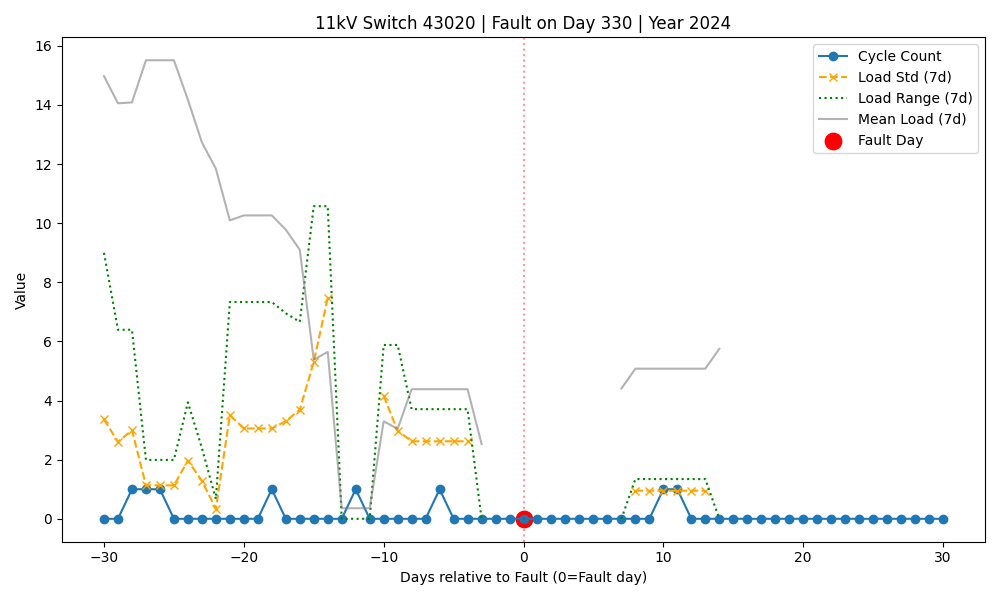 11kV Switch 43020 | Fault on Day 330 | Year 2024
Cycle Count
Load Std (7d)
Load Range (7d)
Mean Load (7d)
Fault Day
Value
16
14
12
10
8
6
4
2
0
−30
−20
−10
0
10
20
30
Days relative to Fault (0=Fault day)